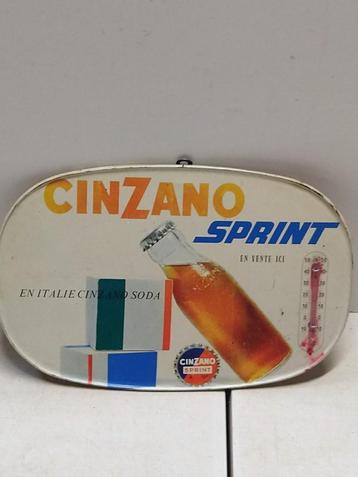 CINZANO
SPRINT
EN VENTE ICI
EN ITALIE CINZANO SODA
CINZANO
SPRINT